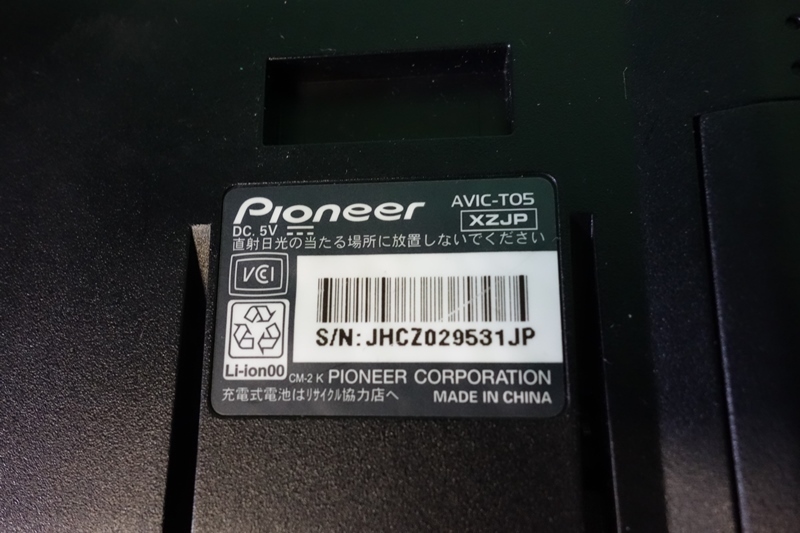 Pioneer
AVIC-T05
DC. 5V
XZJP
直射日光の当たる場所に放置しないでください
VCI
S/N: JHCZ029531JP
Li-ion00
CM-2 K PIONEER CORPORATION
充電式電池はリサイクル協力店へ
MADE IN CHINA